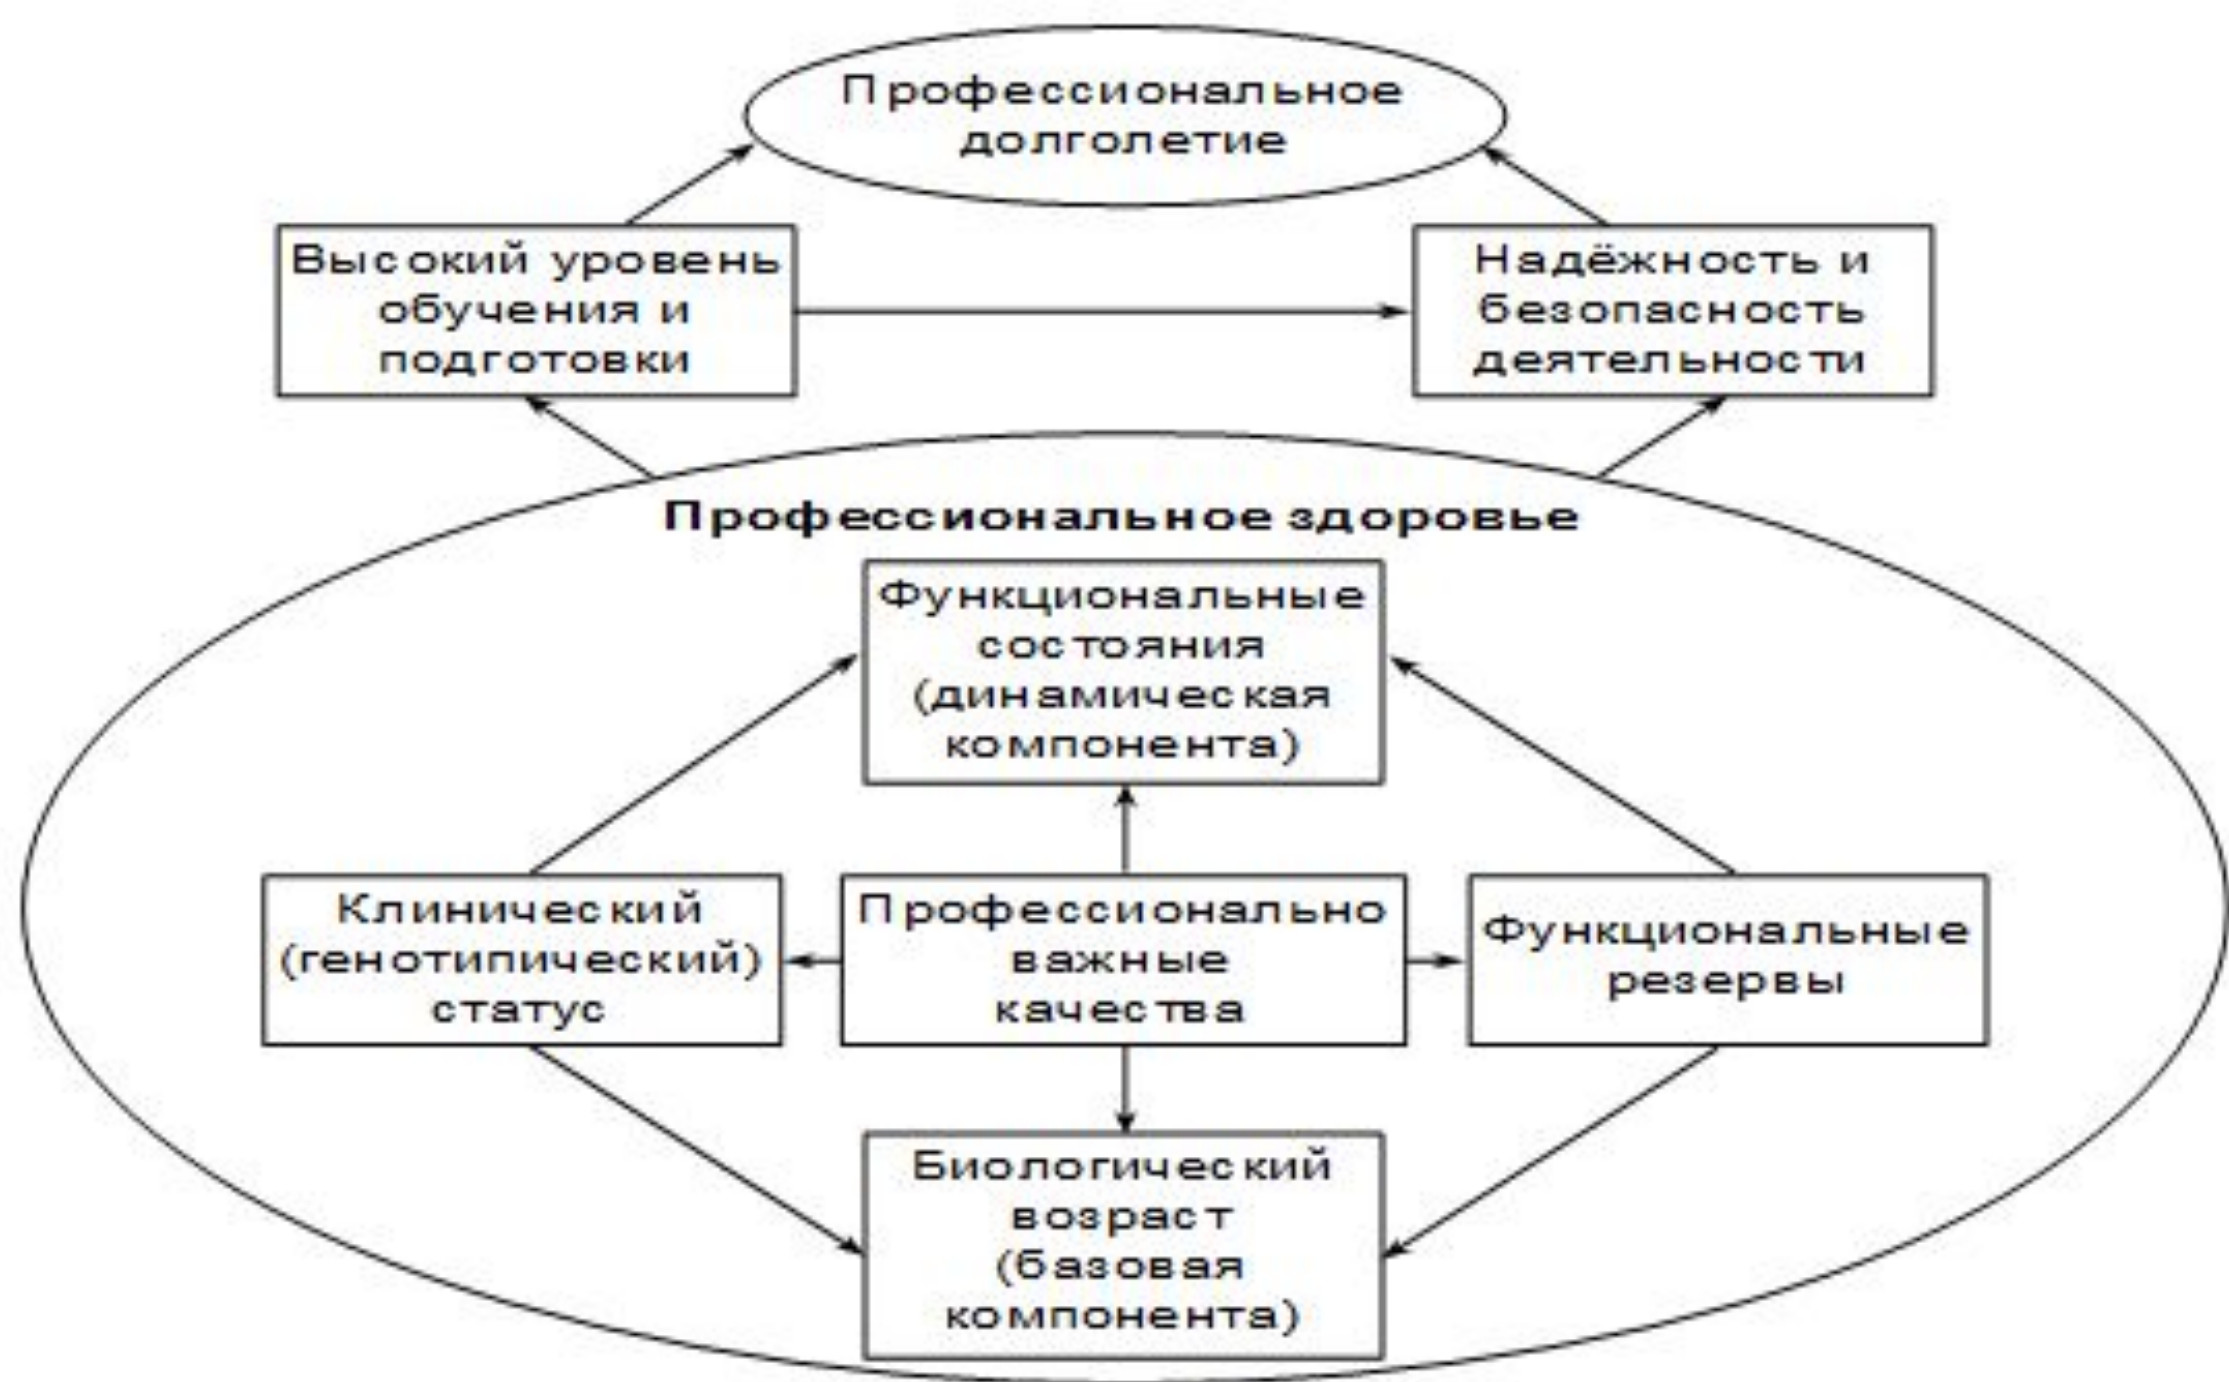 Профессиональное
долголетие
Высокий уровень
обучения и
подготовки
Надёжность и
безопасность
деятельности
Профессиональное здоровье
Функциональные
состояния
(динамическая
компонента)
Клинический
(генотипический)
статус
Профессионально
важные
качества
Функциональные
резервы
Биологический
возраст
(базовая
компонента)